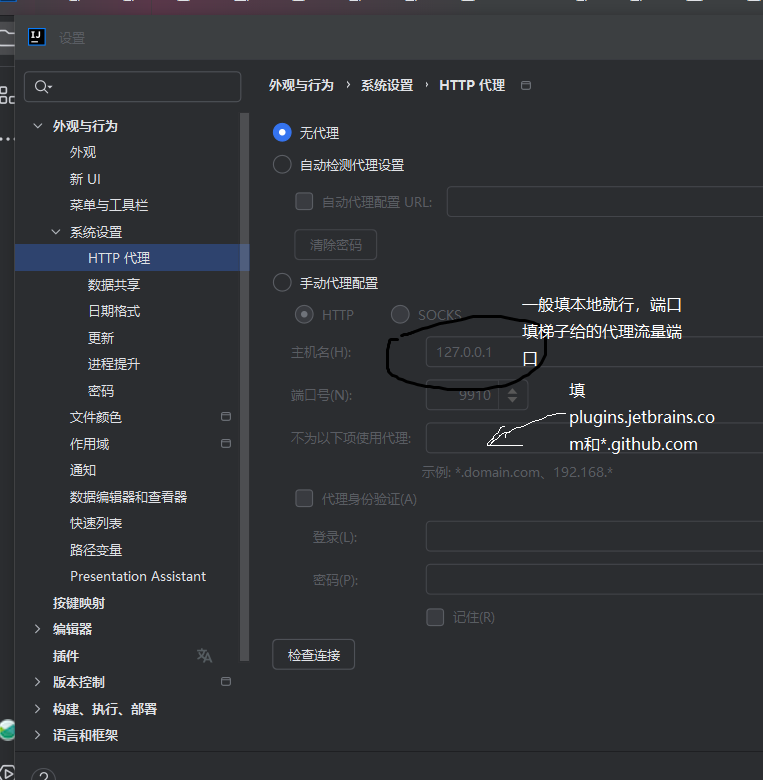 设置
外观与行为 › 系统设置 › HTTP 代理
外观与行为
外观
新 UI
菜单与工具栏
系统设置
HTTP 代理
数据共享
日期格式
更新
进程提升
密码
文件颜色
作用域
通知
数据编辑器和查看器
快速列表
路径变量
Presentation Assistant
按键映射
编辑器
插件
版本控制
构建、执行、部署
语言和框架
无代理
自动检测代理设置
自动代理配置 URL:
清除密码
手动代理配置
HTTP
SOCKS
一般填本地就行，端口
填梯子给的代理流量端
口
主机名(H):
127.0.0.1
端口号(N):
9910
填
plugins.jetbrains.co
m和*.github.com
不为以下项使用代理:
示例: *.domain.com、192.168.*
代理身份验证(A)
登录(L):
密码(P):
记住(R)
检查连接